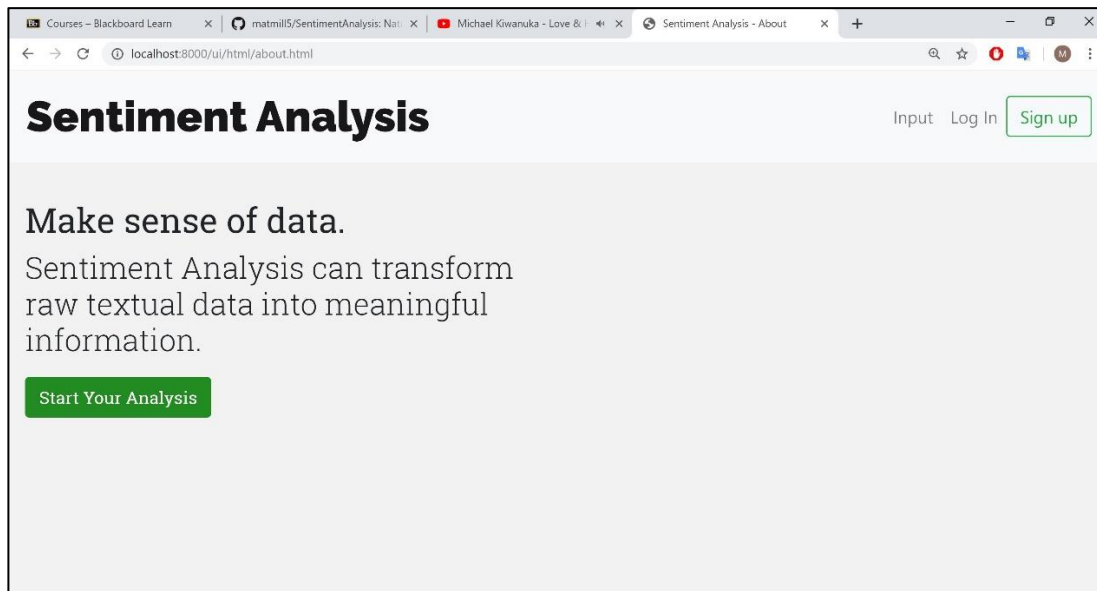 Courses – Blackboard Learn
matmill5/SentimentAnalysis: Nat
Michael Kiwanuka - Love &
Sentiment Analysis - About
localhost:8000/ui/html/about.html
M
Sentiment Analysis
Input Log In Sign up
Make sense of data.
Sentiment Analysis can transform
raw textual data into meaningful
information.
Start Your Analysis